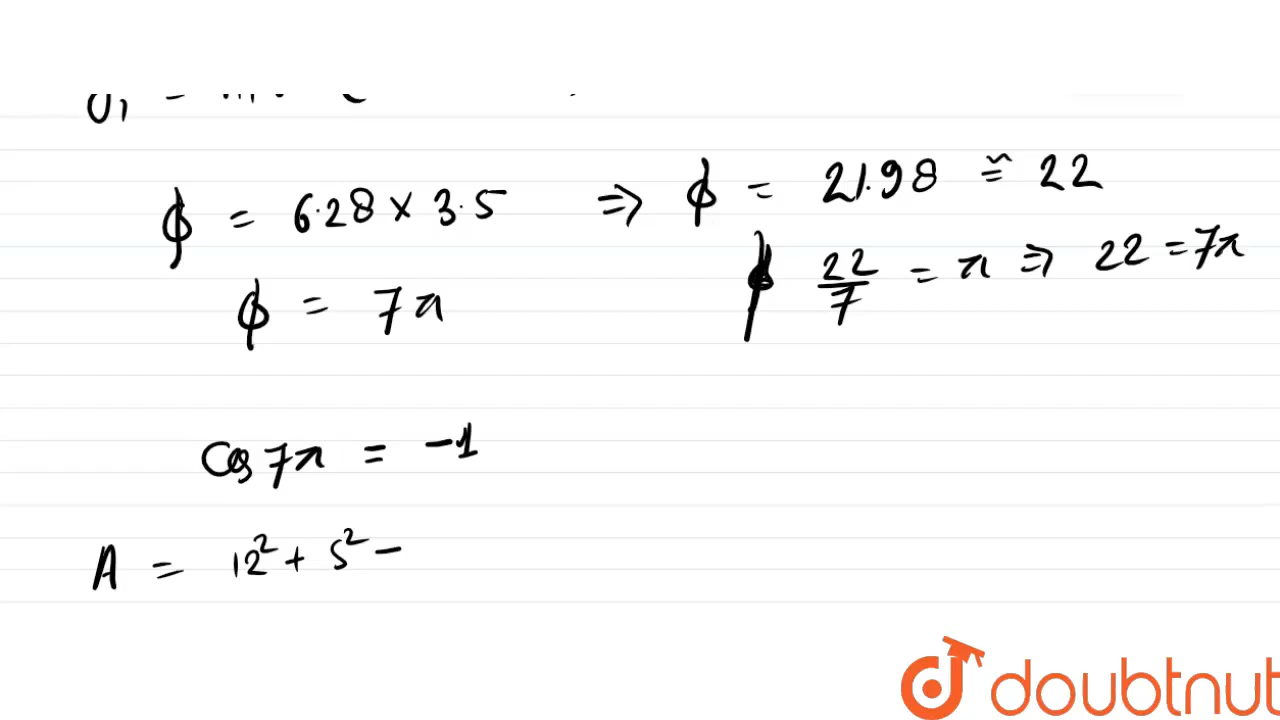 ϕ = 6.28 × 3.5 ⇒ ϕ = 21.98 ≃ 22
ϕ = 7π 22/7 = π ⇒ 22 = 7π
Cos 7π = -1
A = 12² + 5² -
doubtnut